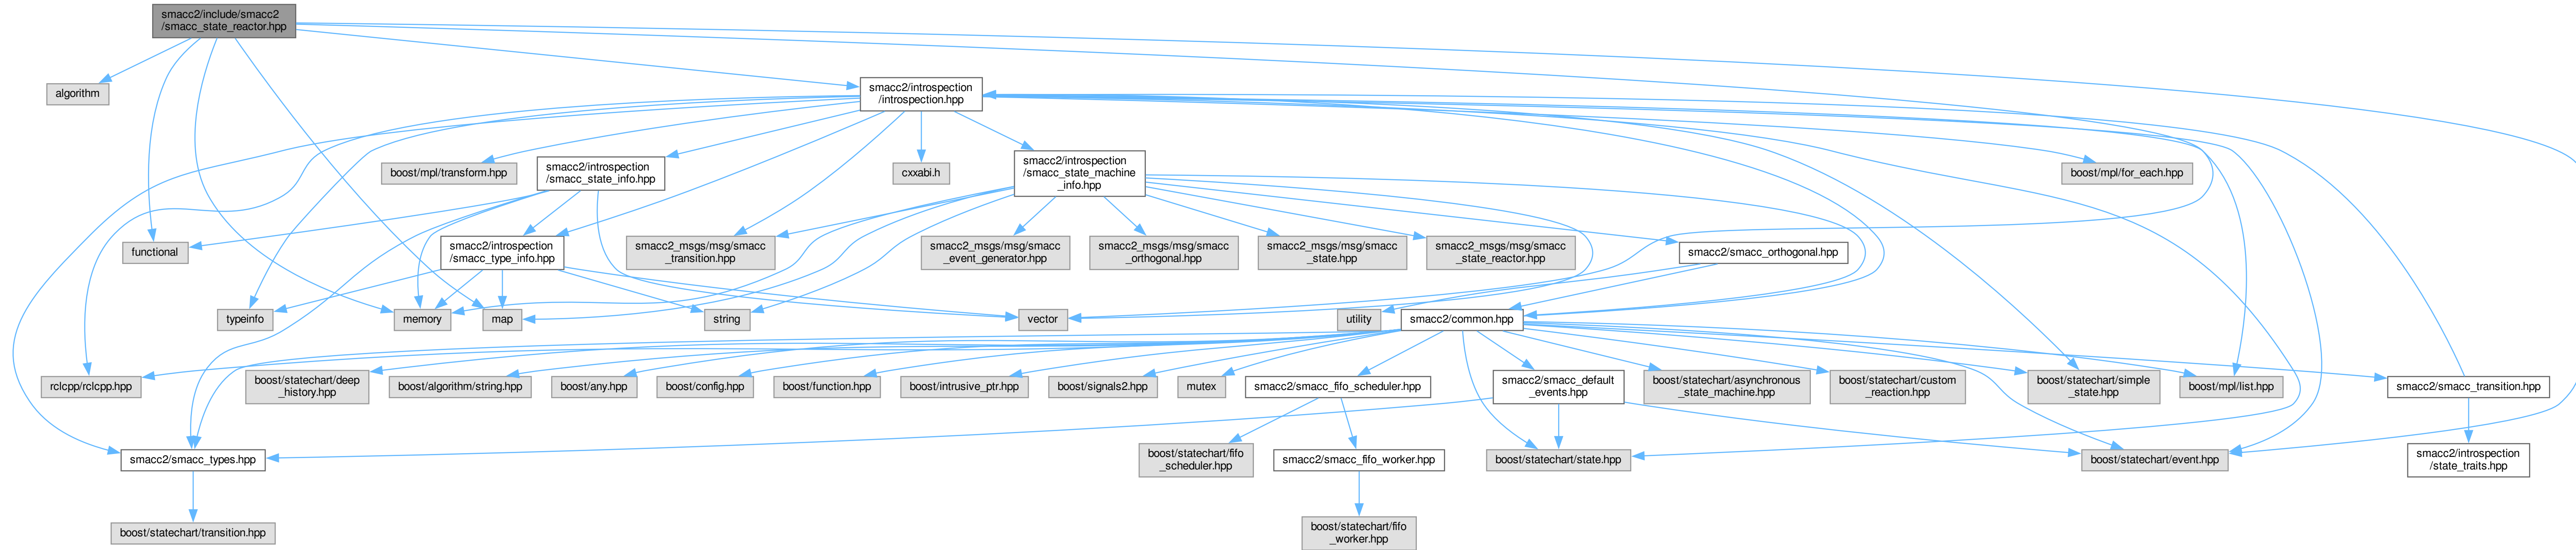 smacc2/include/smacc2
/smacc_state_reactor.hpp
algorithm
smacc2/introspection
/introspection.hpp
boost/mpl/transform.hpp
smacc2/introspection
/smacc_state_info.hpp
cxxabi.h
smacc2/introspection
/smacc_state_machine
_info.hpp
boost/mpl/for_each.hpp
functional
smacc2/introspection
/smacc_type_info.hpp
smacc2_msgs/msg/smacc
_transition.hpp
smacc2_msgs/msg/smacc
_event_generator.hpp
smacc2_msgs/msg/smacc
_orthogonal.hpp
smacc2_msgs/msg/smacc
_state.hpp
smacc2_msgs/msg/smacc
_state_reactor.hpp
smacc2/smacc_orthogonal.hpp
typeinfo
memory
map
string
vector
utility
smacc2/common.hpp
rclcpp/rclcpp.hpp
boost/statechart/deep
_history.hpp
boost/algorithm/string.hpp
boost/any.hpp
boost/config.hpp
boost/function.hpp
boost/intrusive_ptr.hpp
boost/signals2.hpp
mutex
smacc2/smacc_fifo_scheduler.hpp
smacc2/smacc_default
_events.hpp
boost/statechart/asynchronous
_state_machine.hpp
boost/statechart/custom
_reaction.hpp
boost/statechart/simple
_state.hpp
boost/mpl/list.hpp
smacc2/smacc_transition.hpp
smacc2/smacc_types.hpp
boost/statechart/fifo
_scheduler.hpp
smacc2/smacc_fifo_worker.hpp
boost/statechart/state.hpp
boost/statechart/event.hpp
smacc2/introspection
/state_traits.hpp
boost/statechart/transition.hpp
boost/statechart/fifo
_worker.hpp